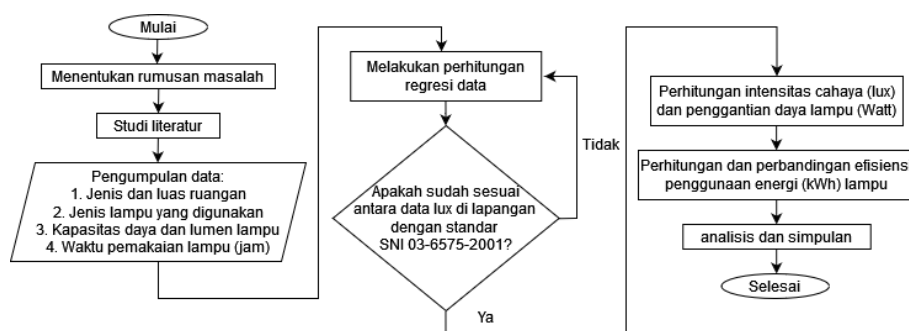 Mulai
Menentukan rumusan masalah
Studi literatur
Pengumpulan data:
1. Jenis dan luas ruangan
2. Jenis lampu yang digunakan
3. Kapasitas daya dan lumen lampu
4. Waktu pemakaian lampu (jam)
Melakukan perhitungan
regresi data
Apakah sudah sesuai
antara data lux di lapangan
dengan standar
SNI 03-6575-2001?
Tidak
Ya
Perhitungan intensitas cahaya (lux)
dan penggantian daya lampu (Watt)
Perhitungan dan perbandingan efisiensi
penggunaan energi (kWh) lampu
analisis dan simpulan
Selesai